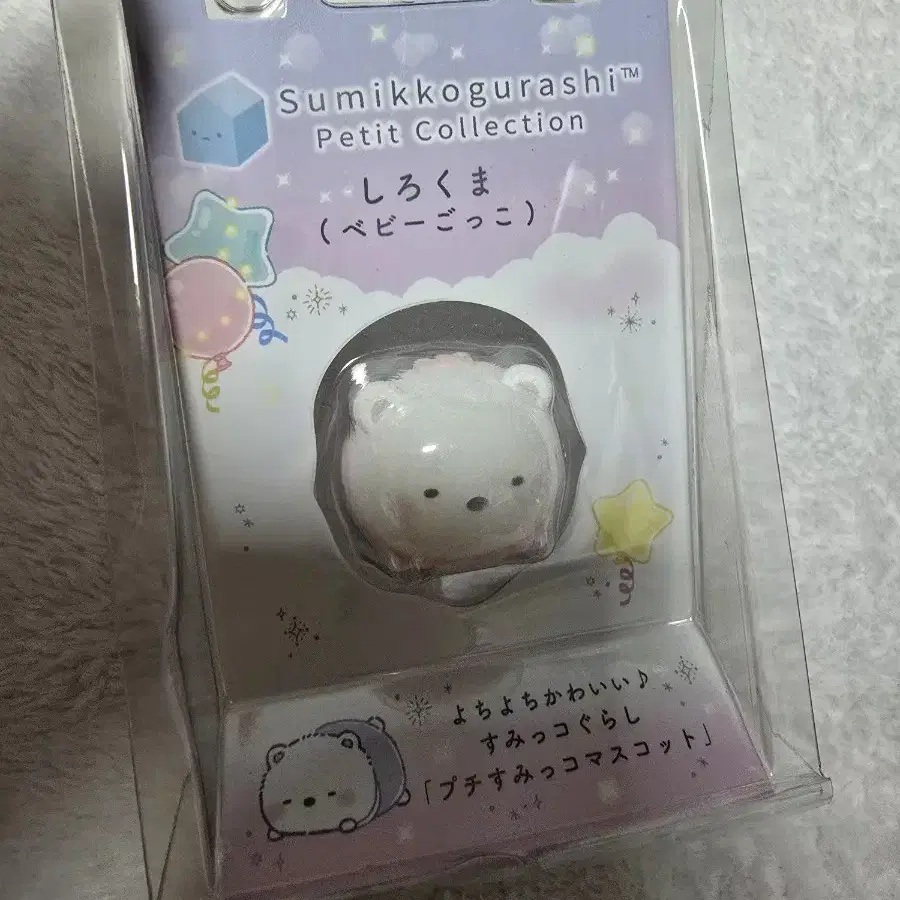 Sumikkogurashi™
Petit Collection
しろくま
(ベビーごっこ)
よちよちかわいい♪
すみっコぐらし
「プチすみっコマスコット」